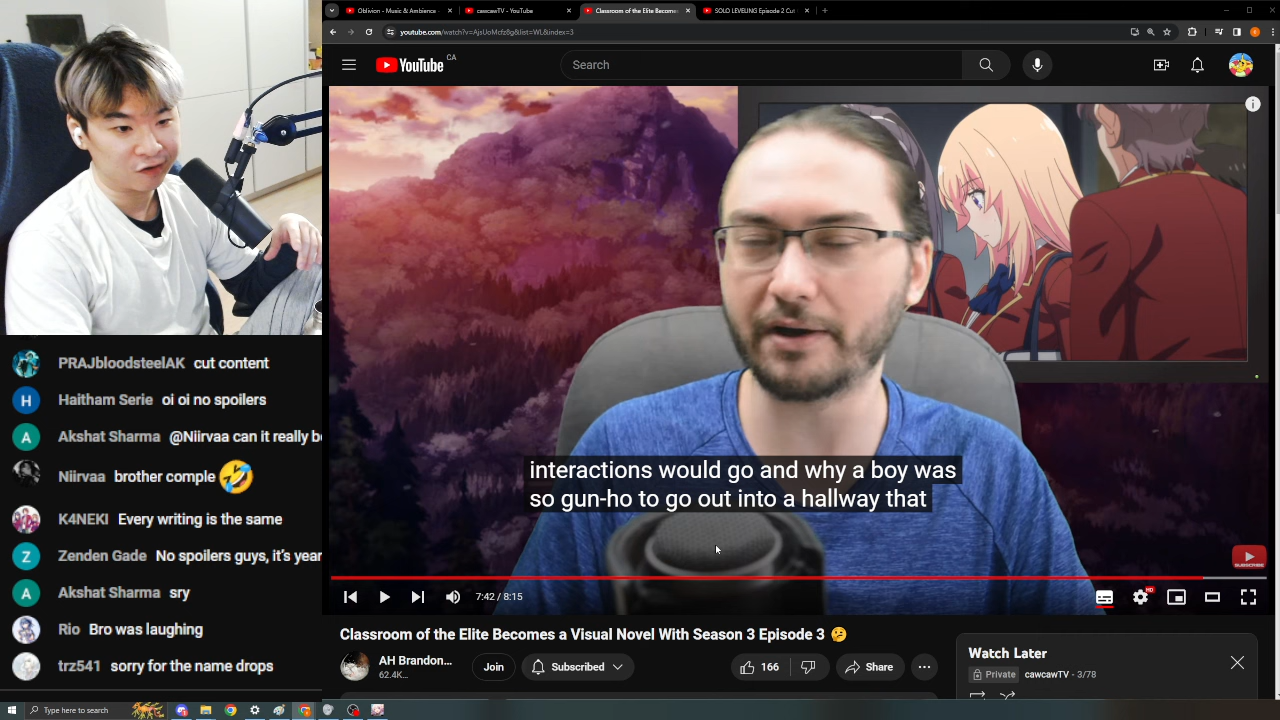 Oblivion - Music & Ambience
cawcawTV - YouTube
Classroom of the Elite Becomes
SOLO LEVELING Episode 2 Cut
youtube.com/watch?v=AjsUoMcfz8g&list=WL&index=3
YouTube CA
Search
interactions would go and why a boy was
so gun-ho to go out into a hallway that
SUBSCRIBE
7:42 / 8:15
HD
Classroom of the Elite Becomes a Visual Novel With Season 3 Episode 3 🤔
AH Brandon...
62.4K...
Join
Subscribed
166
Share
Watch Later
Private
cawcawTV - 3/78
PRAJbloodsteelAK cut content
H Haitham Serie oi oi no spoilers
A Akshat Sharma @Niirvaa can it really be
Niirvaa brother comple 🤣
K4NEKI Every writing is the same
Z Zenden Gade No spoilers guys, it's year
A Akshat Sharma sry
Rio Bro was laughing
trz541 sorry for the name drops
Type here to search